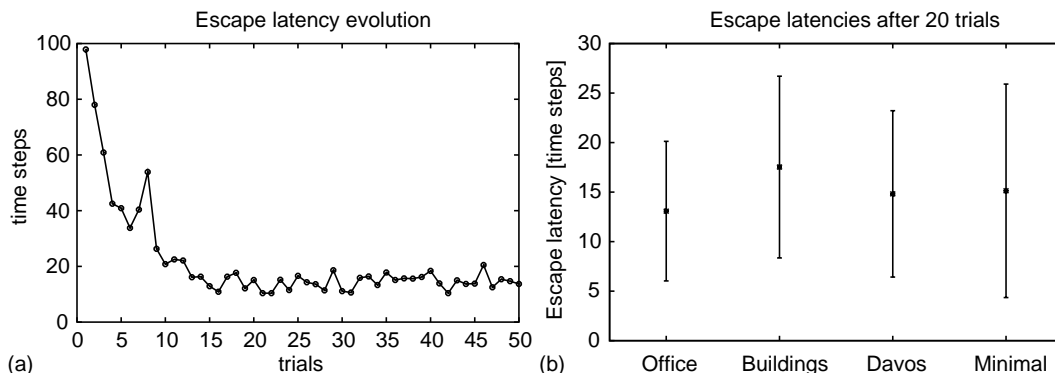 Escape latency evolution
100
80
60
40
20
0
time steps
0 5 10 15 20 25 30 35 40 45 50
trials
(a)
Escape latencies after 20 trials
30
25
20
15
10
5
0
Escape latency [time steps]
Office Buildings Davos Minimal
(b)